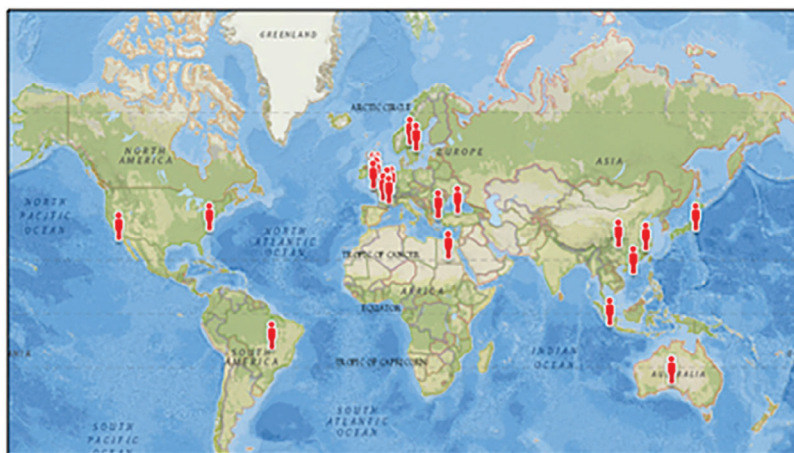 GREENLAND
ARCTIC CIRCLE
NORTH
AMERICA
EUROPE
ASIA
NORTH
PACIFIC
OCEAN
NORTH
ATLANTIC
OCEAN
TROPIC OF CANCER
AFRICA
EQUATOR
SOUTH
AMERICA
INDIAN
OCEAN
TROPIC OF CAPRICORN
AUSTRALIA
SOUTH
PACIFIC
OCEAN
SOUTH
ATLANTIC
OCEAN